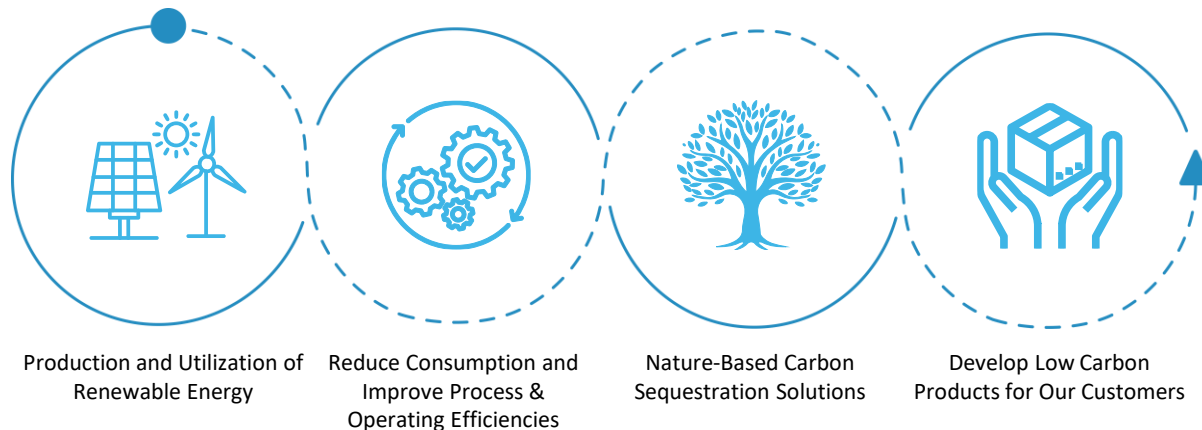 Production and Utilization of
Renewable Energy
Reduce Consumption and
Improve Process &
Operating Efficiencies
Nature-Based Carbon
Sequestration Solutions
Develop Low Carbon
Products for Our Customers